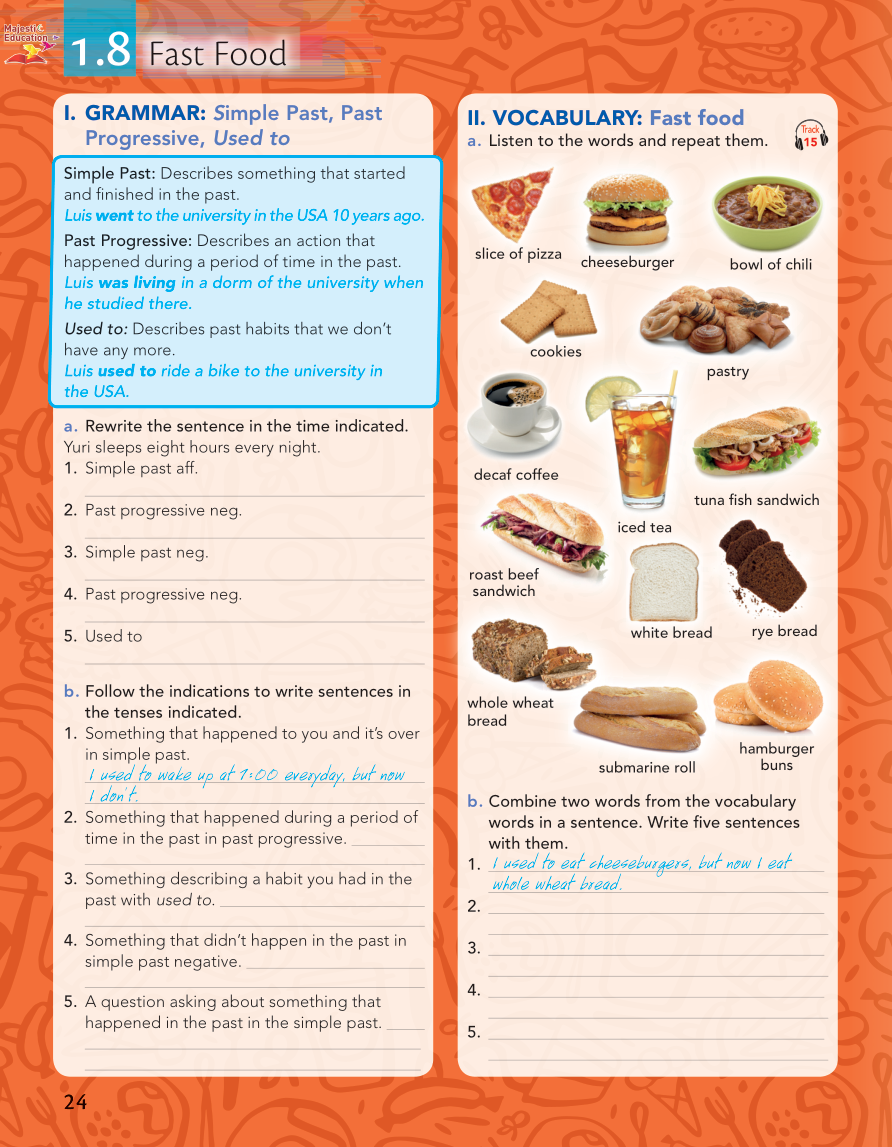 Majestic
Education ™
1.8 Fast Food
I. GRAMMAR: Simple Past, Past
Progressive, Used to
Simple Past: Describes something that started
and finished in the past.
Luis went to the university in the USA 10 years ago.
Past Progressive: Describes an action that
happened during a period of time in the past.
Luis was living in a dorm of the university when
he studied there.
Used to: Describes past habits that we don't
have any more.
Luis used to ride a bike to the university in
the USA.
a. Rewrite the sentence in the time indicated.
Yuri sleeps eight hours every night.
1. Simple past aff.
2. Past progressive neg.
3. Simple past neg.
4. Past progressive neg.
5. Used to
b. Follow the indications to write sentences in
the tenses indicated.
1. Something that happened to you and it's over
in simple past.
I used to wake up at 7:00 everyday, but now
I don't.
2. Something that happened during a period of
time in the past in past progressive.
3. Something describing a habit you had in the
past with used to.
4. Something that didn't happen in the past in
simple past negative.
5. A question asking about something that
happened in the past in the simple past.
24
II. VOCABULARY: Fast food
a. Listen to the words and repeat them.
Track
15
slice of pizza
cheeseburger
bowl of chili
cookies
pastry
decaf coffee
iced tea
tuna fish sandwich
roast beef
sandwich
white bread
rye bread
whole wheat
bread
submarine roll
hamburger
buns
b. Combine two words from the vocabulary
words in a sentence. Write five sentences
with them.
1. I used to eat cheeseburgers, but now I eat
whole wheat bread.
2.
3.
4.
5.